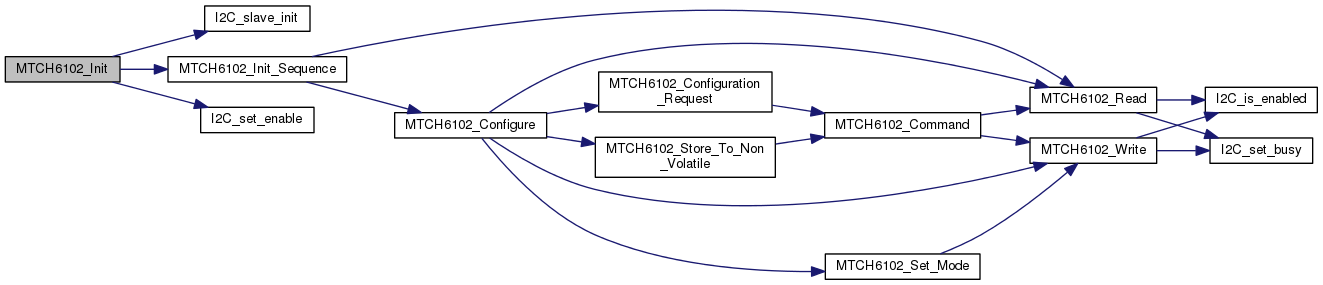 I2C_slave_init
MTCH6102_Init
MTCH6102_Init_Sequence
I2C_set_enable
MTCH6102_Configure
MTCH6102_Configuration
_Request
MTCH6102_Store_To_Non
_Volatile
MTCH6102_Command
MTCH6102_Set_Mode
MTCH6102_Read
MTCH6102_Write
I2C_is_enabled
I2C_set_busy